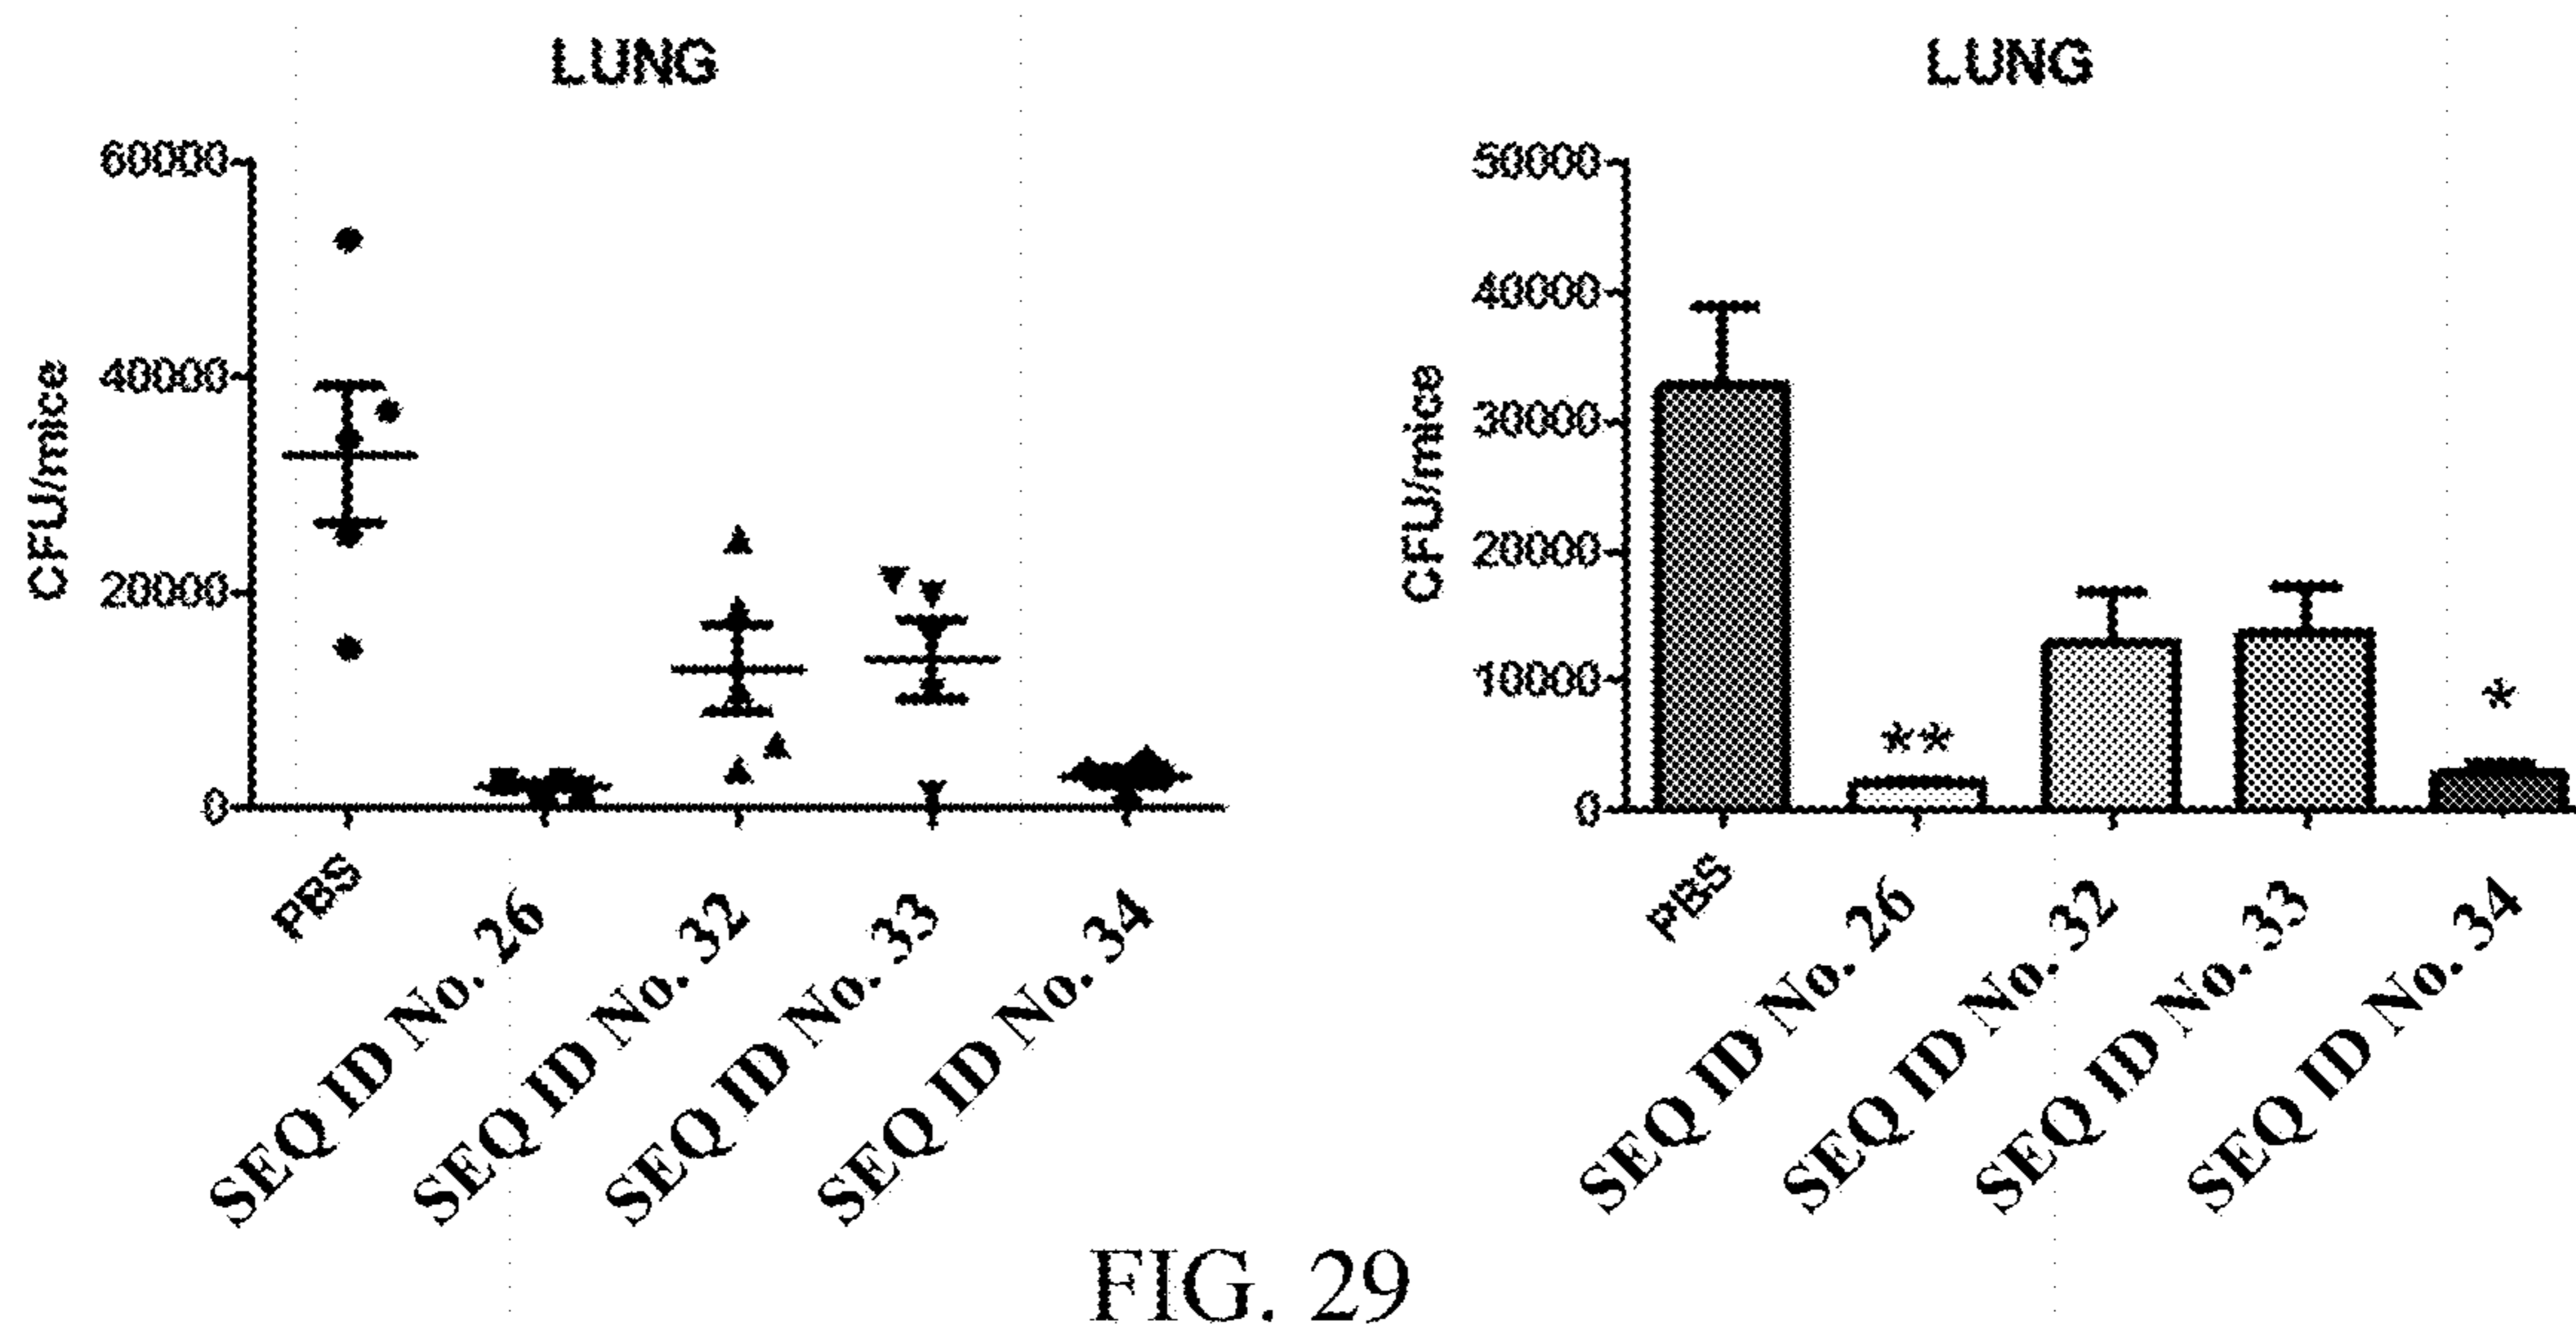 LUNG
60000
40000
20000
0
CFU/mice
PBS
SEQ ID No. 26
SEQ ID No. 32
SEQ ID No. 33
SEQ ID No. 34
LUNG
50000
40000
30000
20000
10000
0
CFU/mice
**
*
PBS
SEQ ID No. 26
SEQ ID No. 32
SEQ ID No. 33
SEQ ID No. 34
FIG. 29